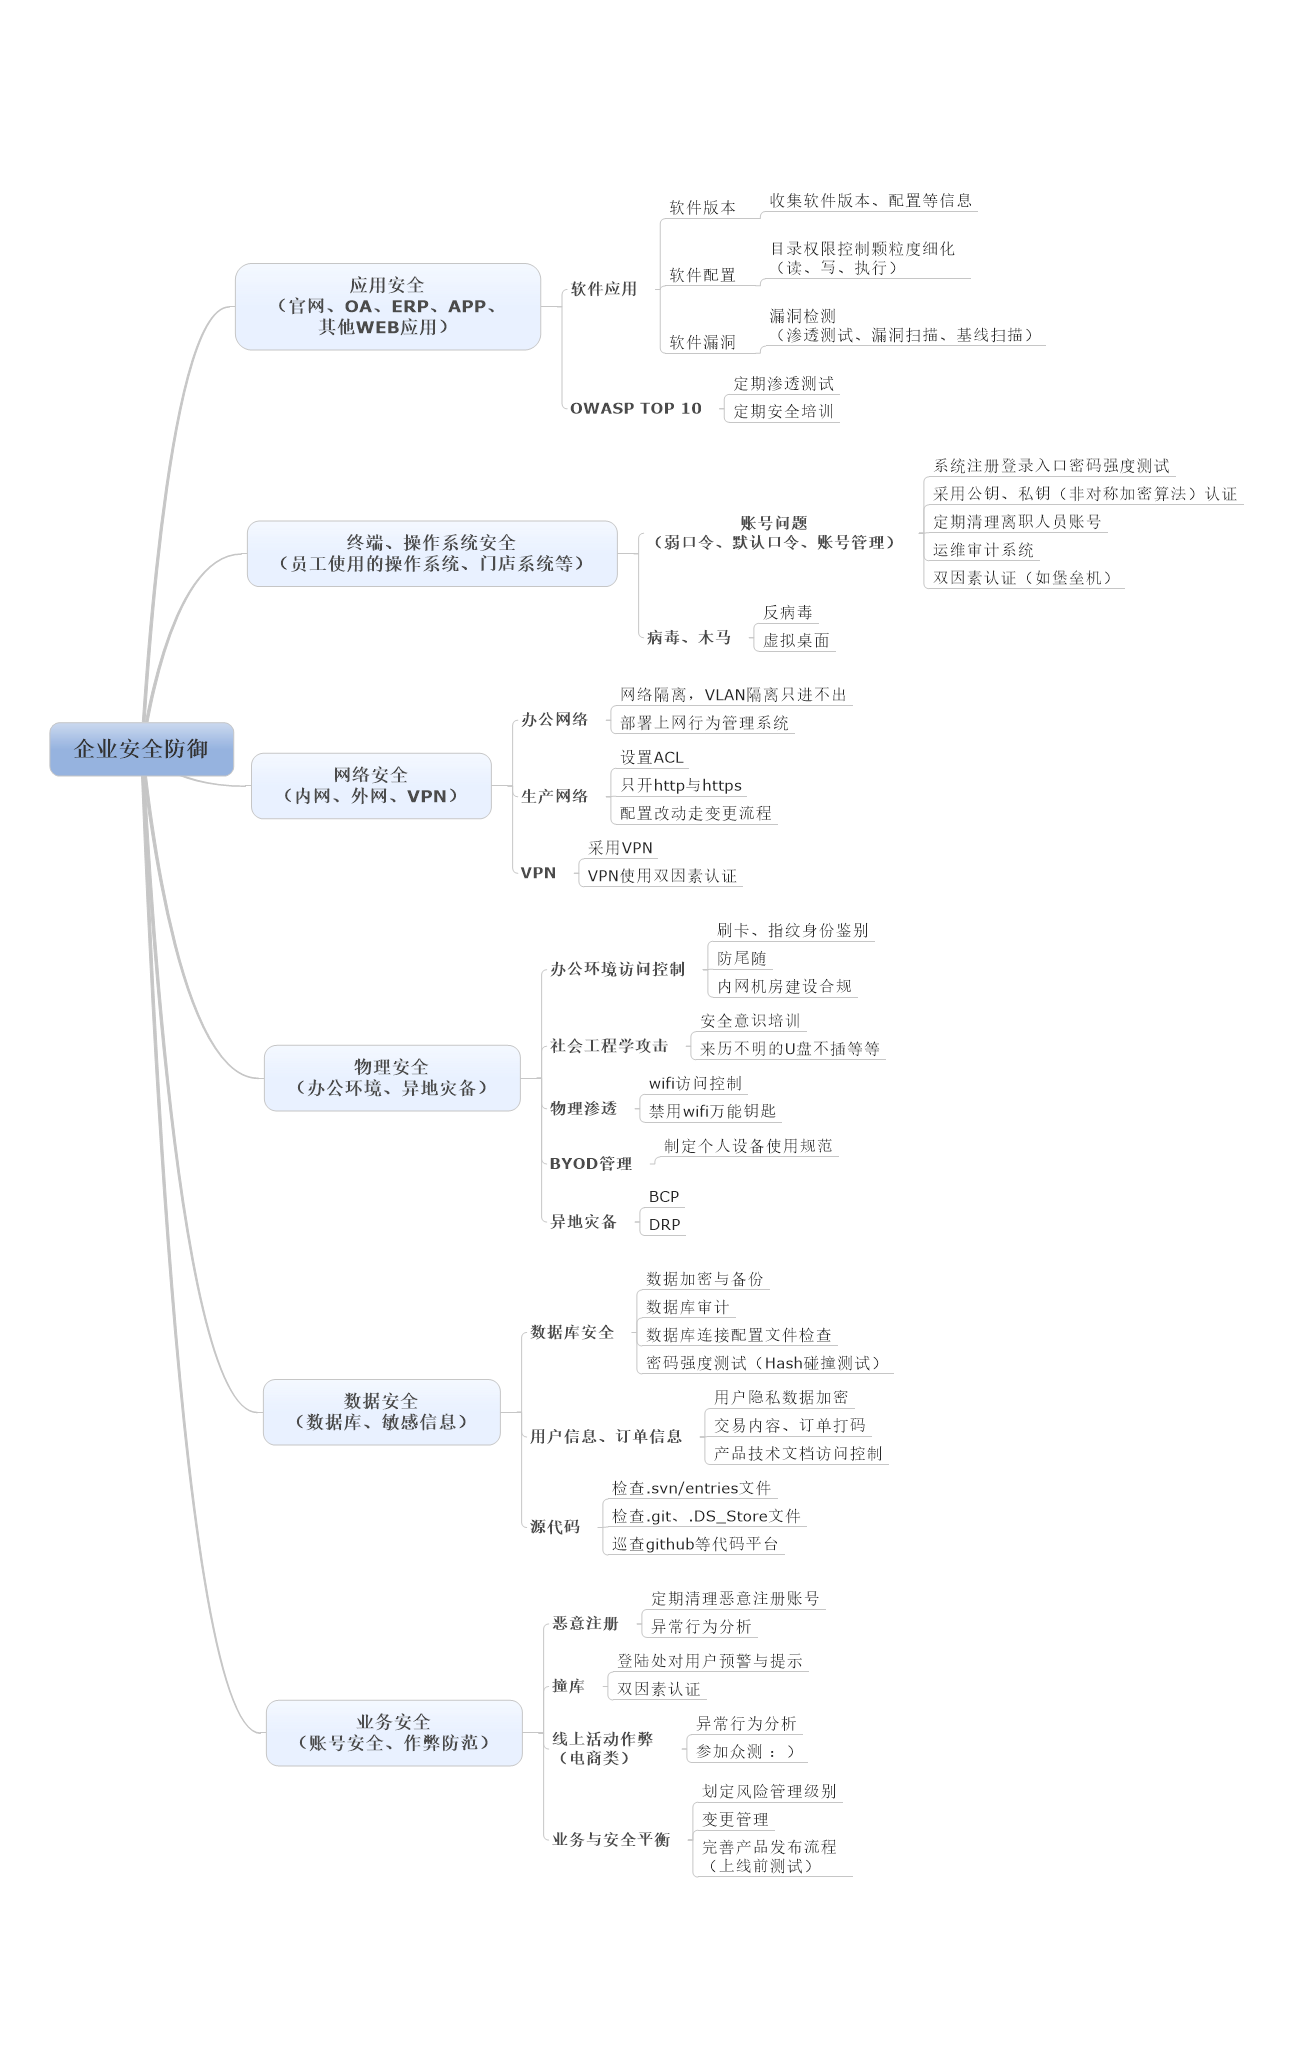 企业安全防御
应用安全
（官网、OA、ERP、APP、
其他WEB应用）
软件应用
软件版本
收集软件版本、配置等信息
软件配置
目录权限控制颗粒度细化
（读、写、执行）
软件漏洞
漏洞检测
（渗透测试、漏洞扫描、基线扫描）
OWASP TOP 10
定期渗透测试
定期安全培训
终端、操作系统安全
（员工使用的操作系统、门店系统等）
账号问题
（弱口令、默认口令、账号管理）
系统注册登录入口密码强度测试
采用公钥、私钥（非对称加密算法）认证
定期清理离职人员账号
运维审计系统
双因素认证（如堡垒机）
病毒、木马
反病毒
虚拟桌面
网络安全
（内网、外网、VPN）
办公网络
网络隔离，VLAN隔离只进不出
部署上网行为管理系统
生产网络
设置ACL
只开http与https
配置改动走变更流程
VPN
采用VPN
VPN使用双因素认证
物理安全
（办公环境、异地灾备）
办公环境访问控制
刷卡、指纹身份鉴别
防尾随
内网机房建设合规
社会工程学攻击
安全意识培训
来历不明的U盘不插等等
物理渗透
wifi访问控制
禁用wifi万能钥匙
BYOD管理
制定个人设备使用规范
异地灾备
BCP
DRP
数据安全
（数据库、敏感信息）
数据库安全
数据加密与备份
数据库审计
数据库连接配置文件检查
密码强度测试（Hash碰撞测试）
用户信息、订单信息
用户隐私数据加密
交易内容、订单打码
产品技术文档访问控制
源代码
检查.svn/entries文件
检查.git、.DS_Store文件
巡查github等代码平台
业务安全
（账号安全、作弊防范）
恶意注册
定期清理恶意注册账号
异常行为分析
撞库
登陆处对用户预警与提示
双因素认证
线上活动作弊
（电商类）
异常行为分析
参加众测：）
业务与安全平衡
划定风险管理级别
变更管理
完善产品发布流程
（上线前测试）